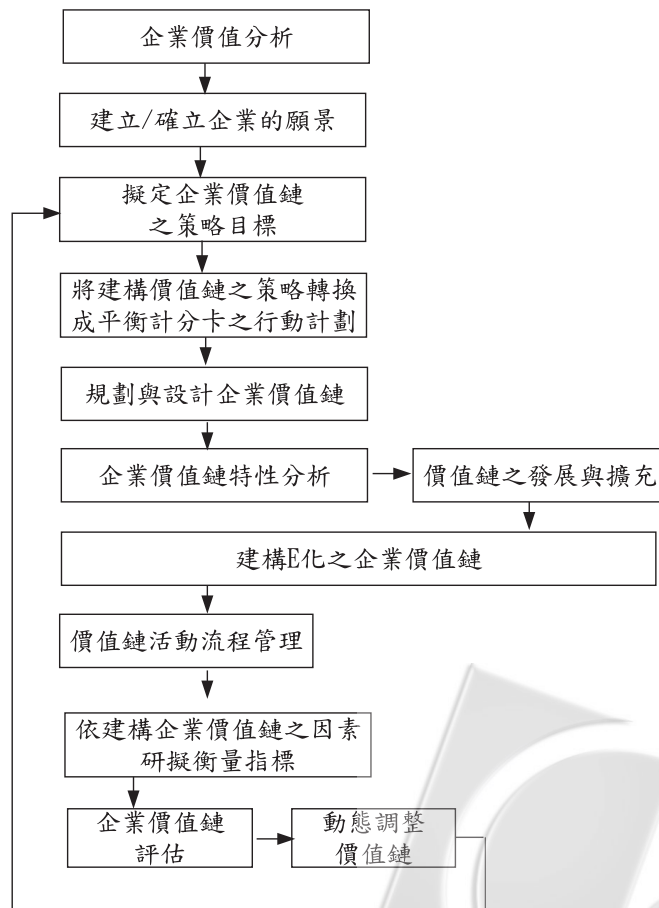 企業價值分析
建立/確立企業的願景
擬定企業價值鏈
之策略目標
將建構價值鏈之策略轉換
成平衡計分卡之行動計劃
規劃與設計企業價值鏈
企業價值鏈特性分析
價值鏈之發展與擴充
建構E化之企業價值鏈
價值鏈活動流程管理
依建構企業價值鏈之因素
研擬衡量指標
企業價值鏈
評估
動態調整
價值鏈